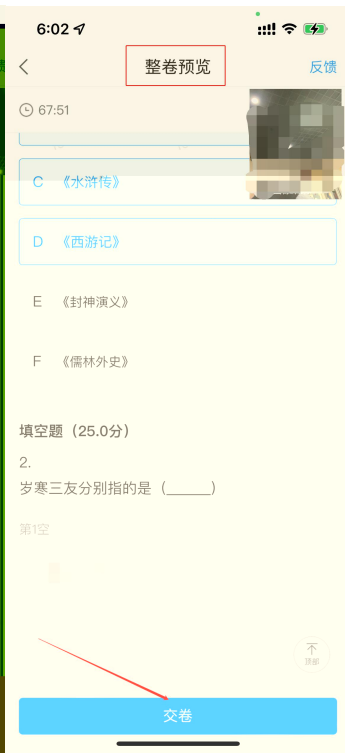 6:02
整卷预览
反馈
67:51
C 《水浒传》
D 《西游记》
E 《封神演义》
F 《儒林外史》
填空题（25.0分）
2.
岁寒三友分别指的是（______）
第1空
顶部
交卷